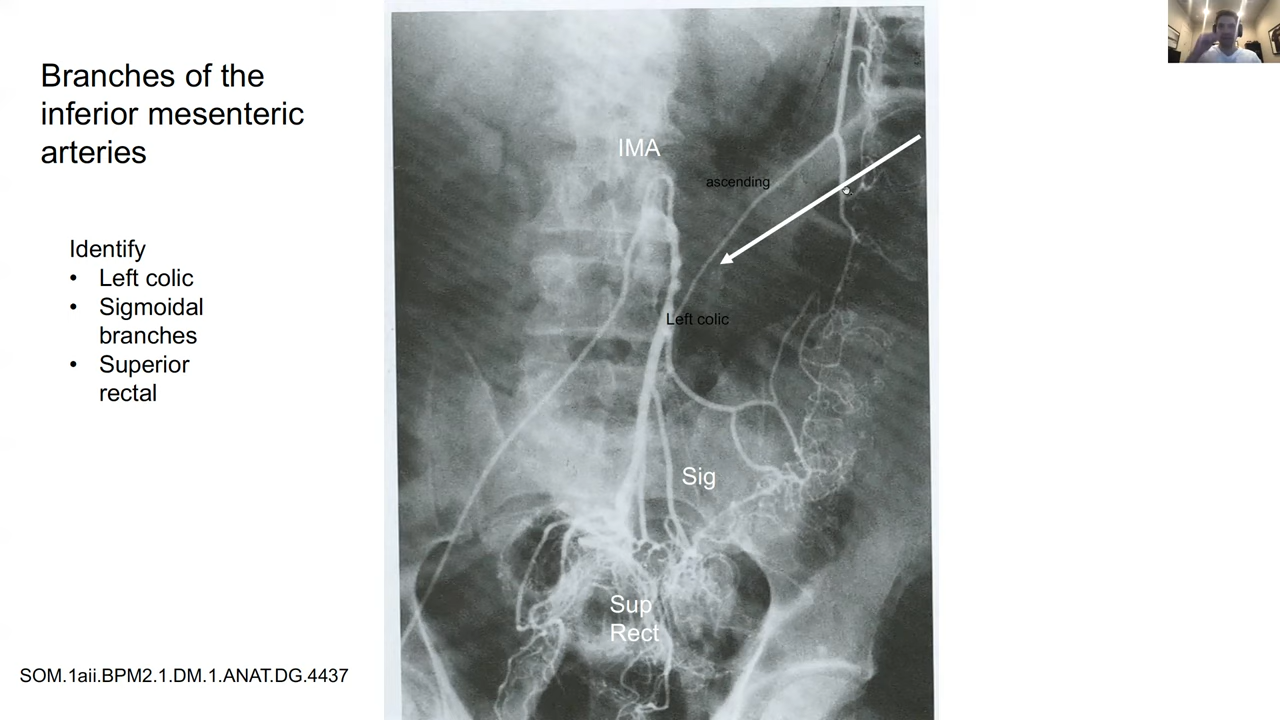 Branches of the
inferior mesenteric
arteries
Identify
• Left colic
• Sigmoidal
branches
• Superior
rectal
IMA
ascending
Left colic
Sig
Sup
Rect
SOM.1aii.BPM2.1.DM.1.ANAT.DG.4437